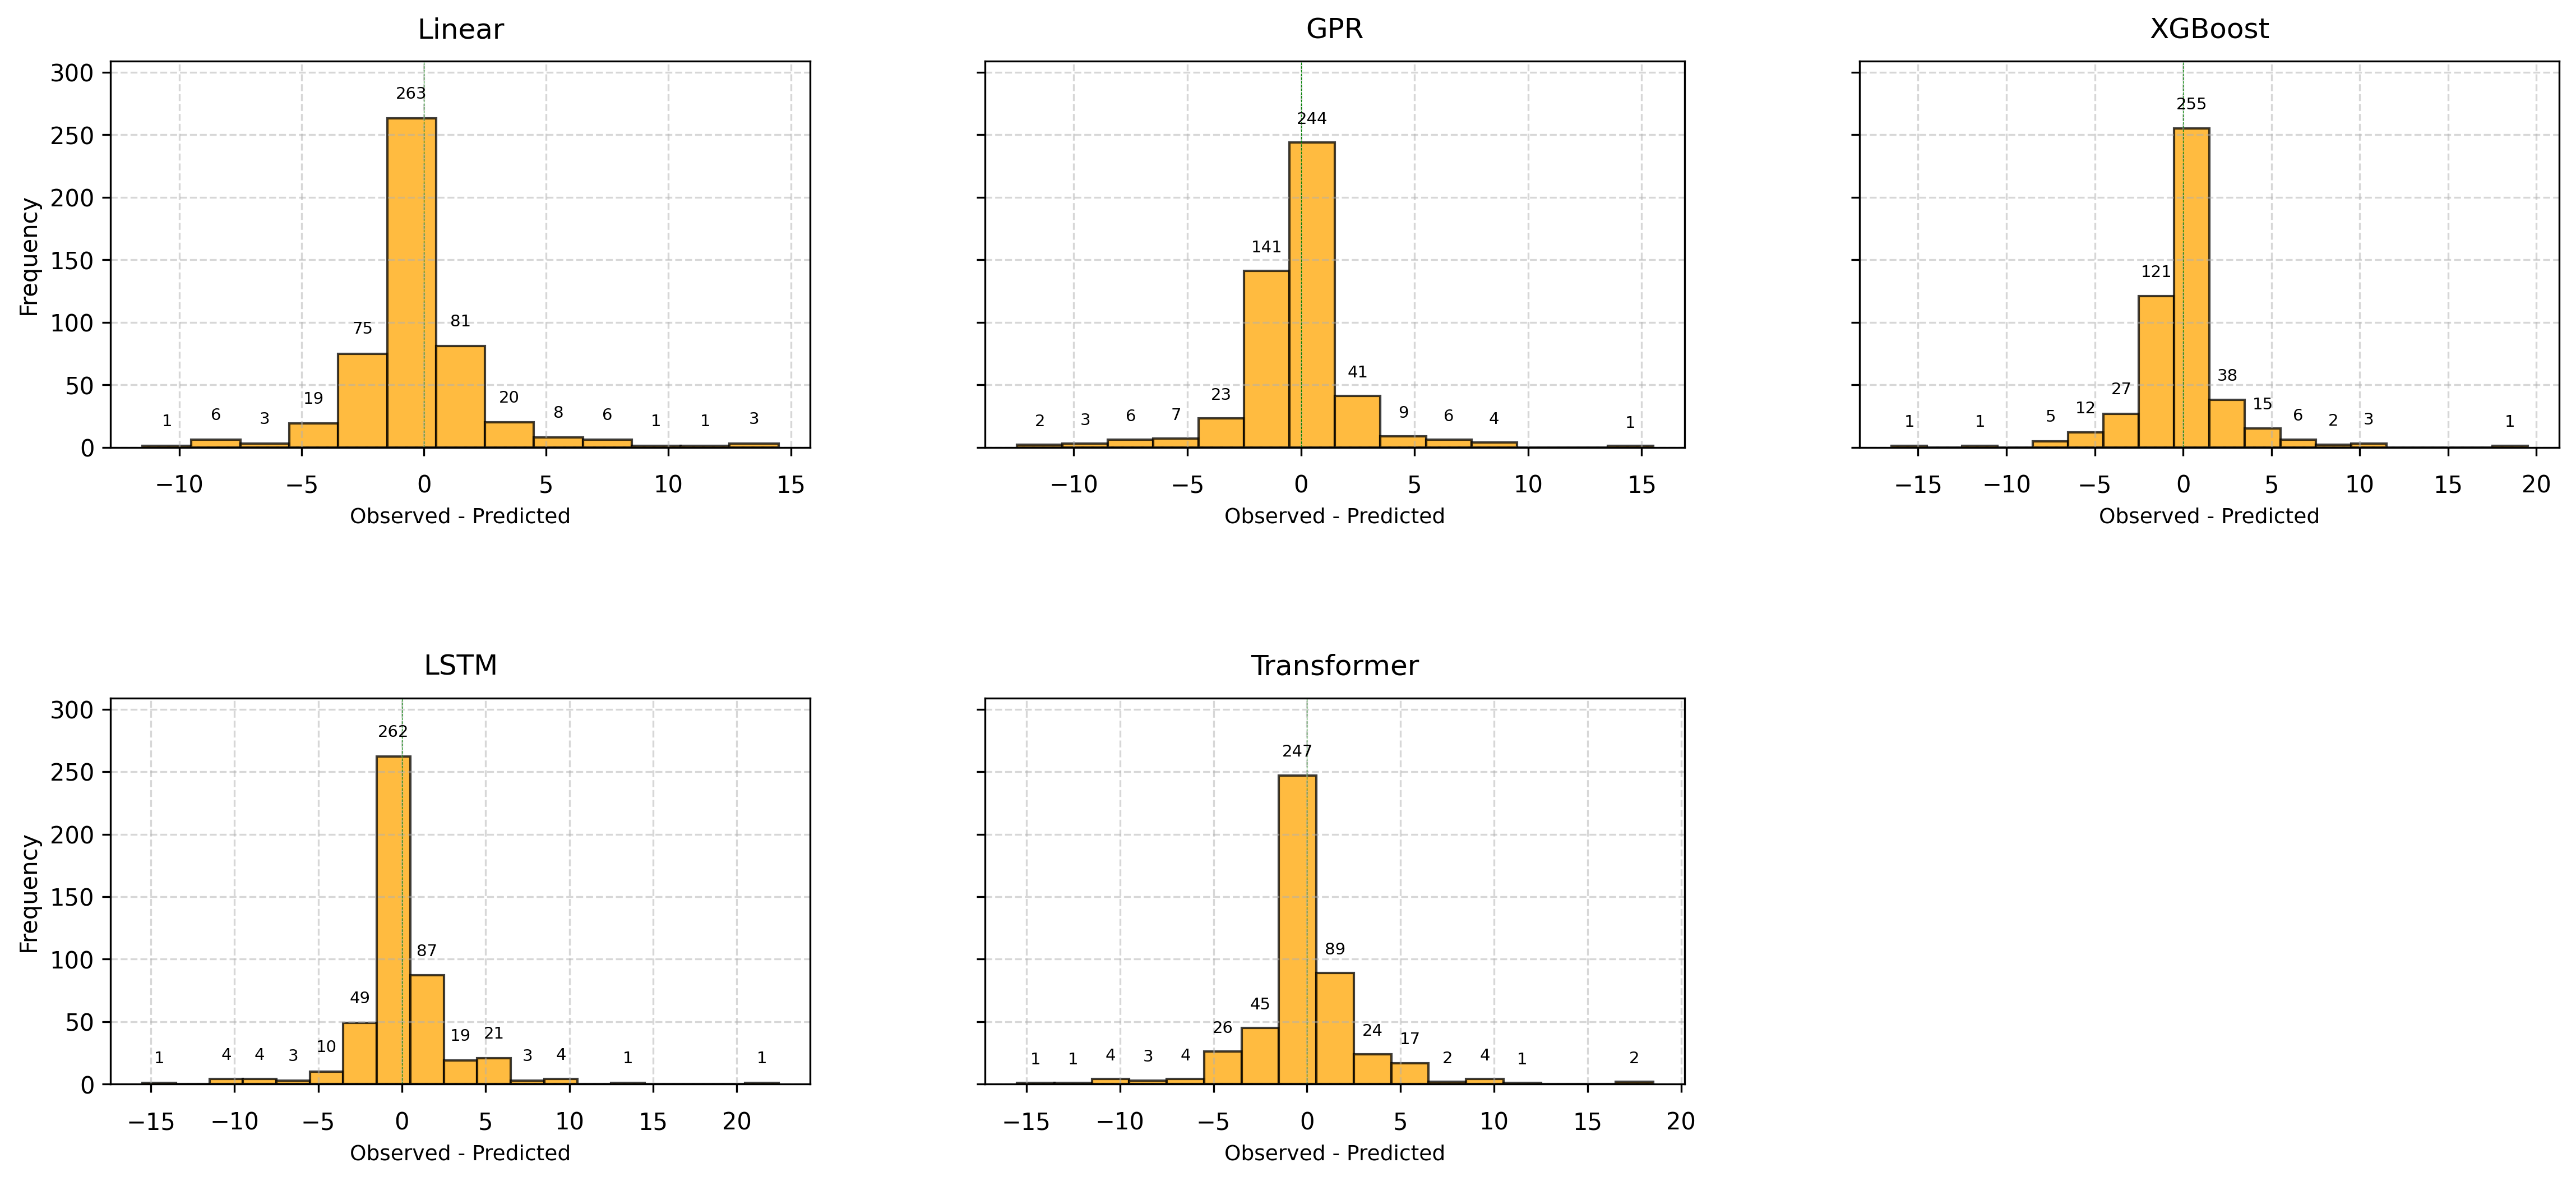 Linear
300
250
200
150
100
50
0
Frequency
1 6 3 19 75 263 81 20 8 6 1 1 3
−10 −5 0 5 10 15
Observed - Predicted
GPR
2 3 6 7 23 141 244 41 9 6 4 1
−10 −5 0 5 10 15
Observed - Predicted
XGBoost
1 1 5 12 27 121 255 38 15 6 2 3 1
−15 −10 −5 0 5 10 15 20
Observed - Predicted
LSTM
300
250
200
150
100
50
0
Frequency
1 4 4 3 10 49 262 87 19 21 3 4 1 1
−15 −10 −5 0 5 10 15 20
Observed - Predicted
Transformer
1 1 4 3 4 26 45 247 89 24 17 2 4 1 2
−15 −10 −5 0 5 10 15 20
Observed - Predicted